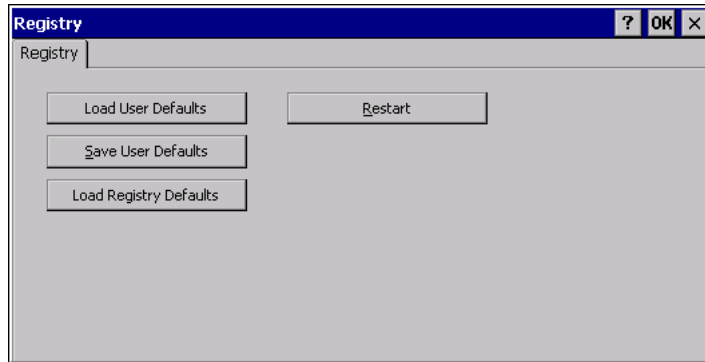 Registry ? OK ×
Registry
Load User Defaults Restart
Save User Defaults
Load Registry Defaults